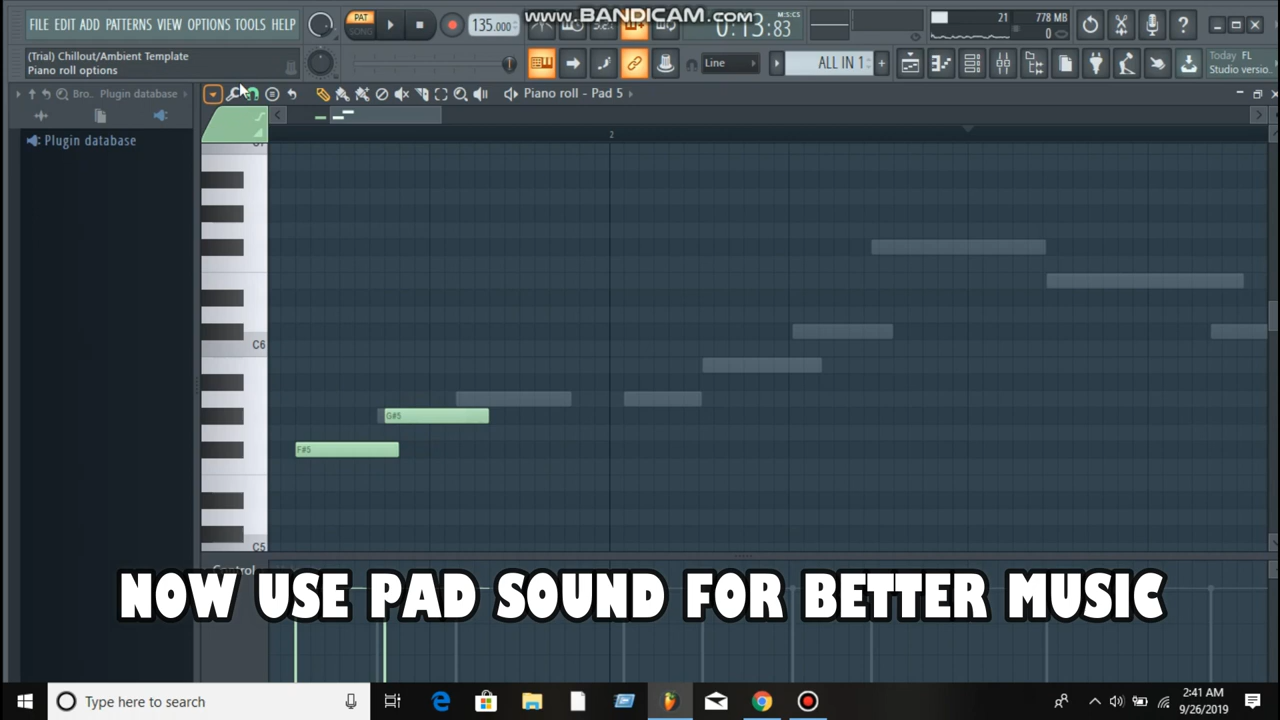 www.BANDICAM.com
FILE EDIT ADD PATTERNS VIEW OPTIONS TOOLS HELP
PAT
SONG
135.000
0:13:83
M:S:CS
21
778 MB
0
(Trial) Chillout/Ambient Template
Piano roll options
Line
ALL IN 1
Today FL
Studio versio..
Bro..
Plugin database
Piano roll - Pad 5
Plugin database
2
C7
C6
G#5
F#5
C5
Control
NOW USE PAD SOUND FOR BETTER MUSIC
Type here to search
2:41 AM
9/26/2019